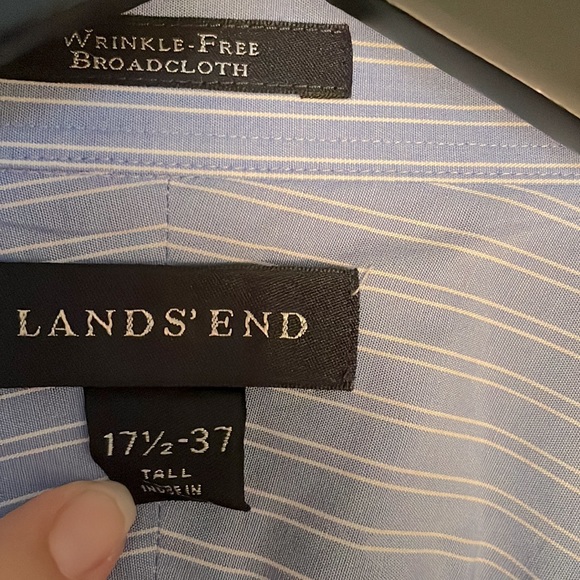 WRINKLE-FREE
BROADCLOTH
LANDS' END
17½-37
TALL